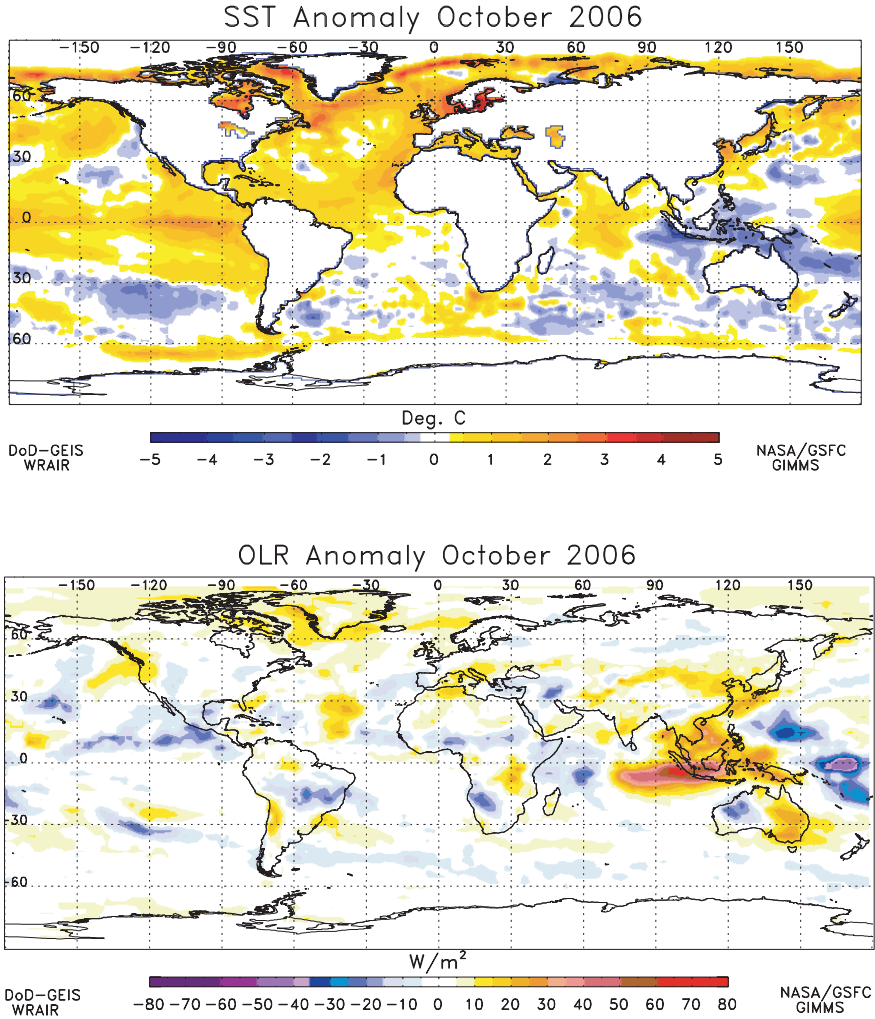 SST Anomaly October 2006
-150 -120 -90 -60 -30 0 30 60 90 120 150
60
30
0
30
60
Deg. C
-5 -4 -3 -2 -1 0 1 2 3 4 5
DoD-GEIS
WRAIR
NASA/GSFC
GIMMS
OLR Anomaly October 2006
-150 -120 -90 -60 -30 0 30 60 90 120 150
60
30
0
-30
-60
W/m²
-80 -70 -60 -50 -40 -30 -20 -10 0 10 20 30 40 50 60 70 80
DoD-GEIS
WRAIR
NASA/GSFC
GIMMS